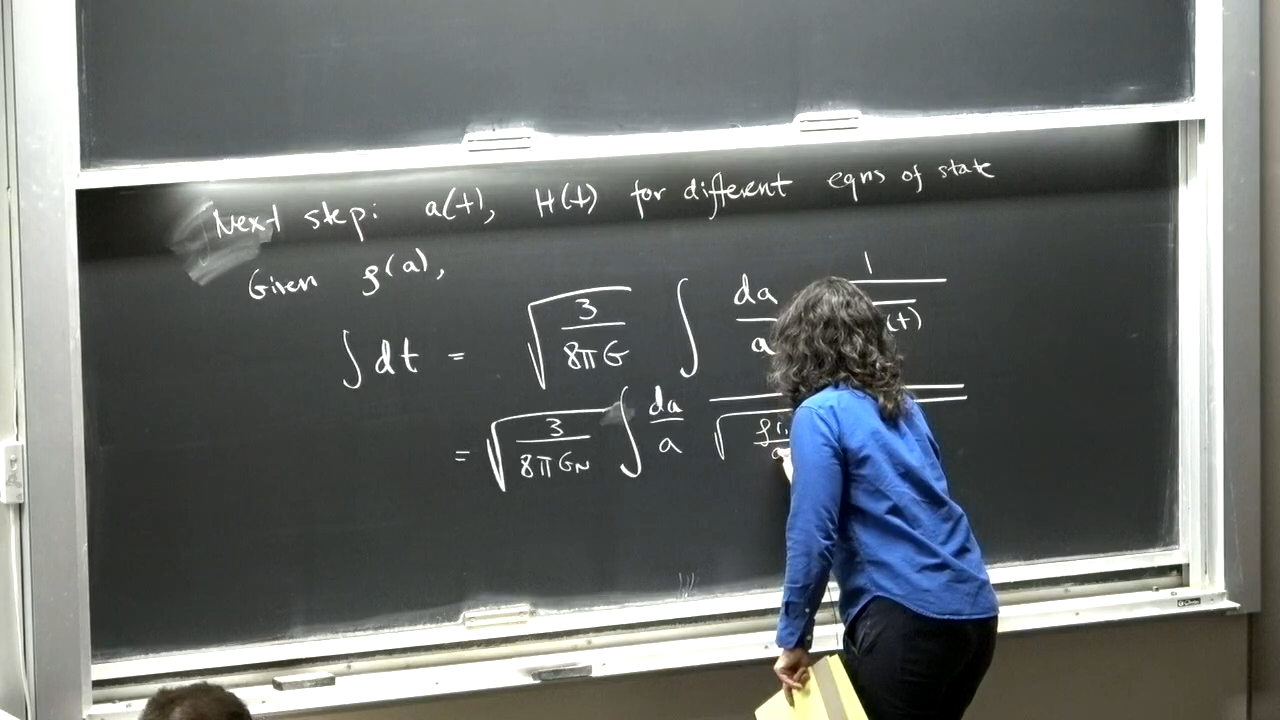 Next step: a(t), H(t) for different eqns of state
Given ρ(a),
∫dt = √(3/8πG) ∫ da/a 1/ (t)
= √(3/8πG_N) ∫ da/a √ρ